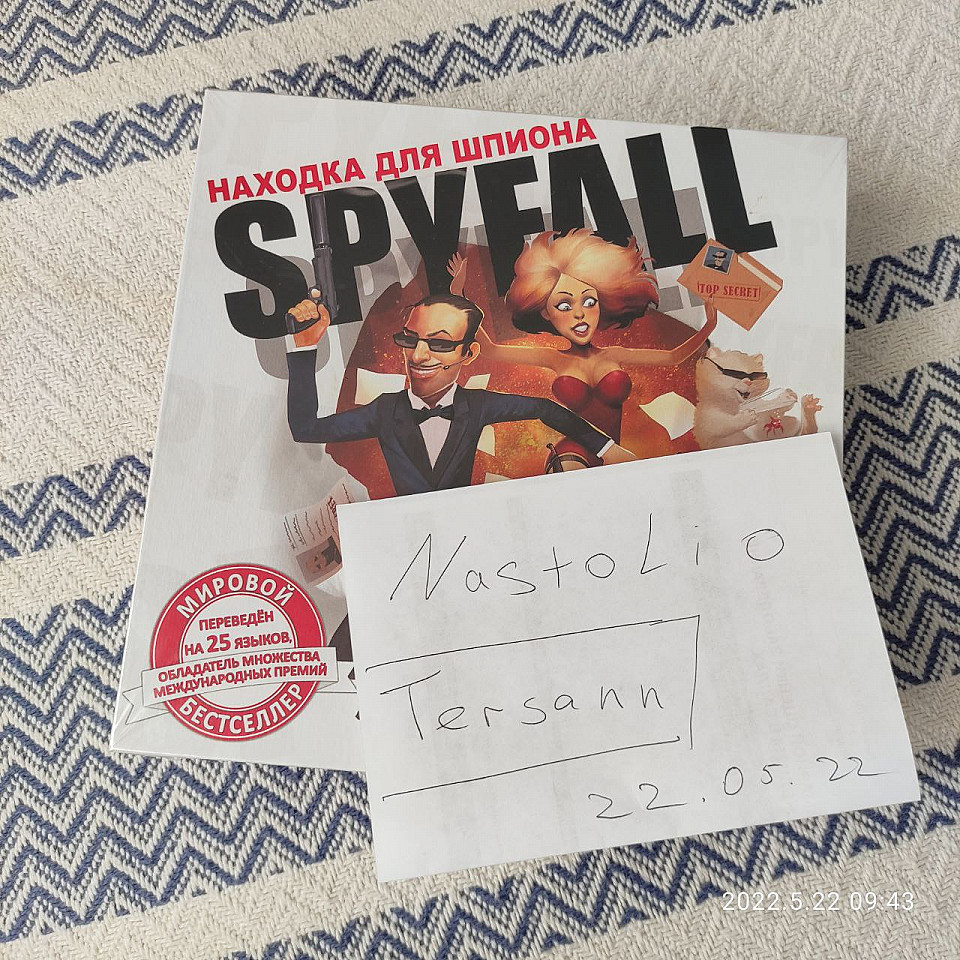 НАХОДКА ДЛЯ ШПИОНА
SPYFALL
TOP SECRET
МИРОВОЙ
ПЕРЕВЕДЁН
НА 25 ЯЗЫКОВ,
ОБЛАДАТЕЛЬ МНОЖЕСТВА
МЕЖДУНАРОДНЫХ ПРЕМИЙ
БЕСТСЕЛЛЕР
NastoLio
Tersann
22.05.22
2022.5.22 09:43